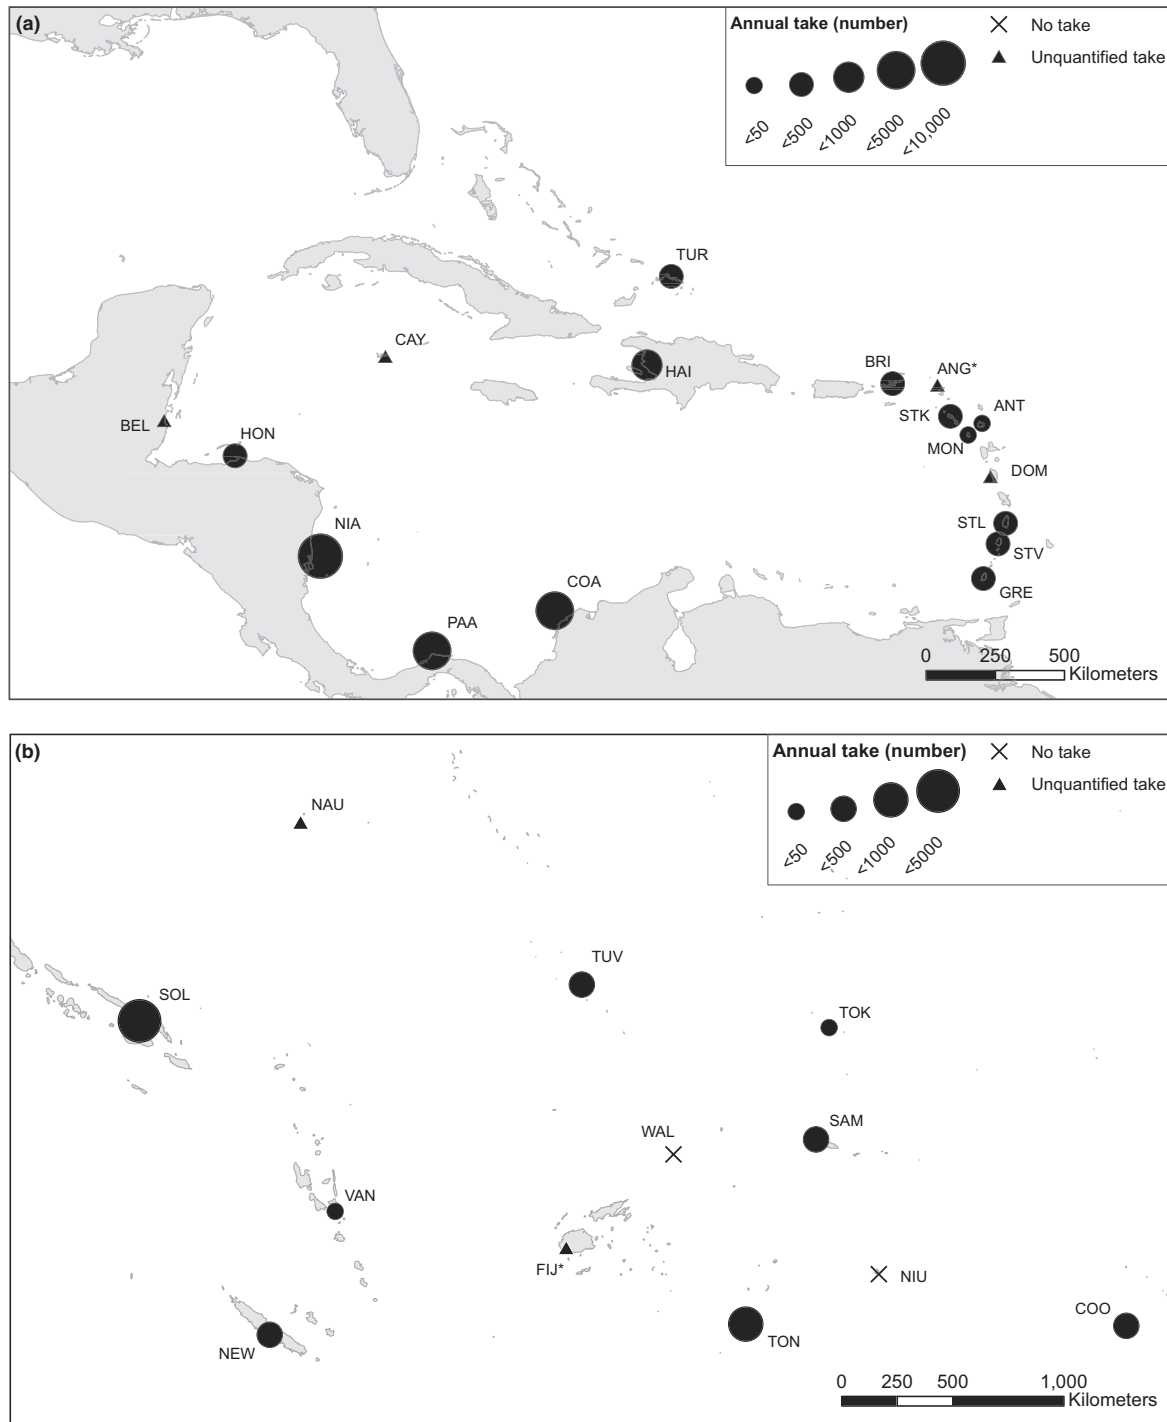 (a)
Annual take (number)
No take
Unquantified take
<50
<500
<1000
<5000
<10,000
TUR
CAY
HAI
BRI
ANG*
STK
ANT
BEL
HON
MON
DOM
NIA
STL
STV
COA
GRE
PAA
0 250 500
Kilometers
(b)
Annual take (number)
No take
Unquantified take
<50
<500
<1000
<5000
NAU
TUV
SOL
TOK
SAM
WAL
VAN
FIJ*
NIU
COO
TON
NEW
0 250 500 1,000
Kilometers